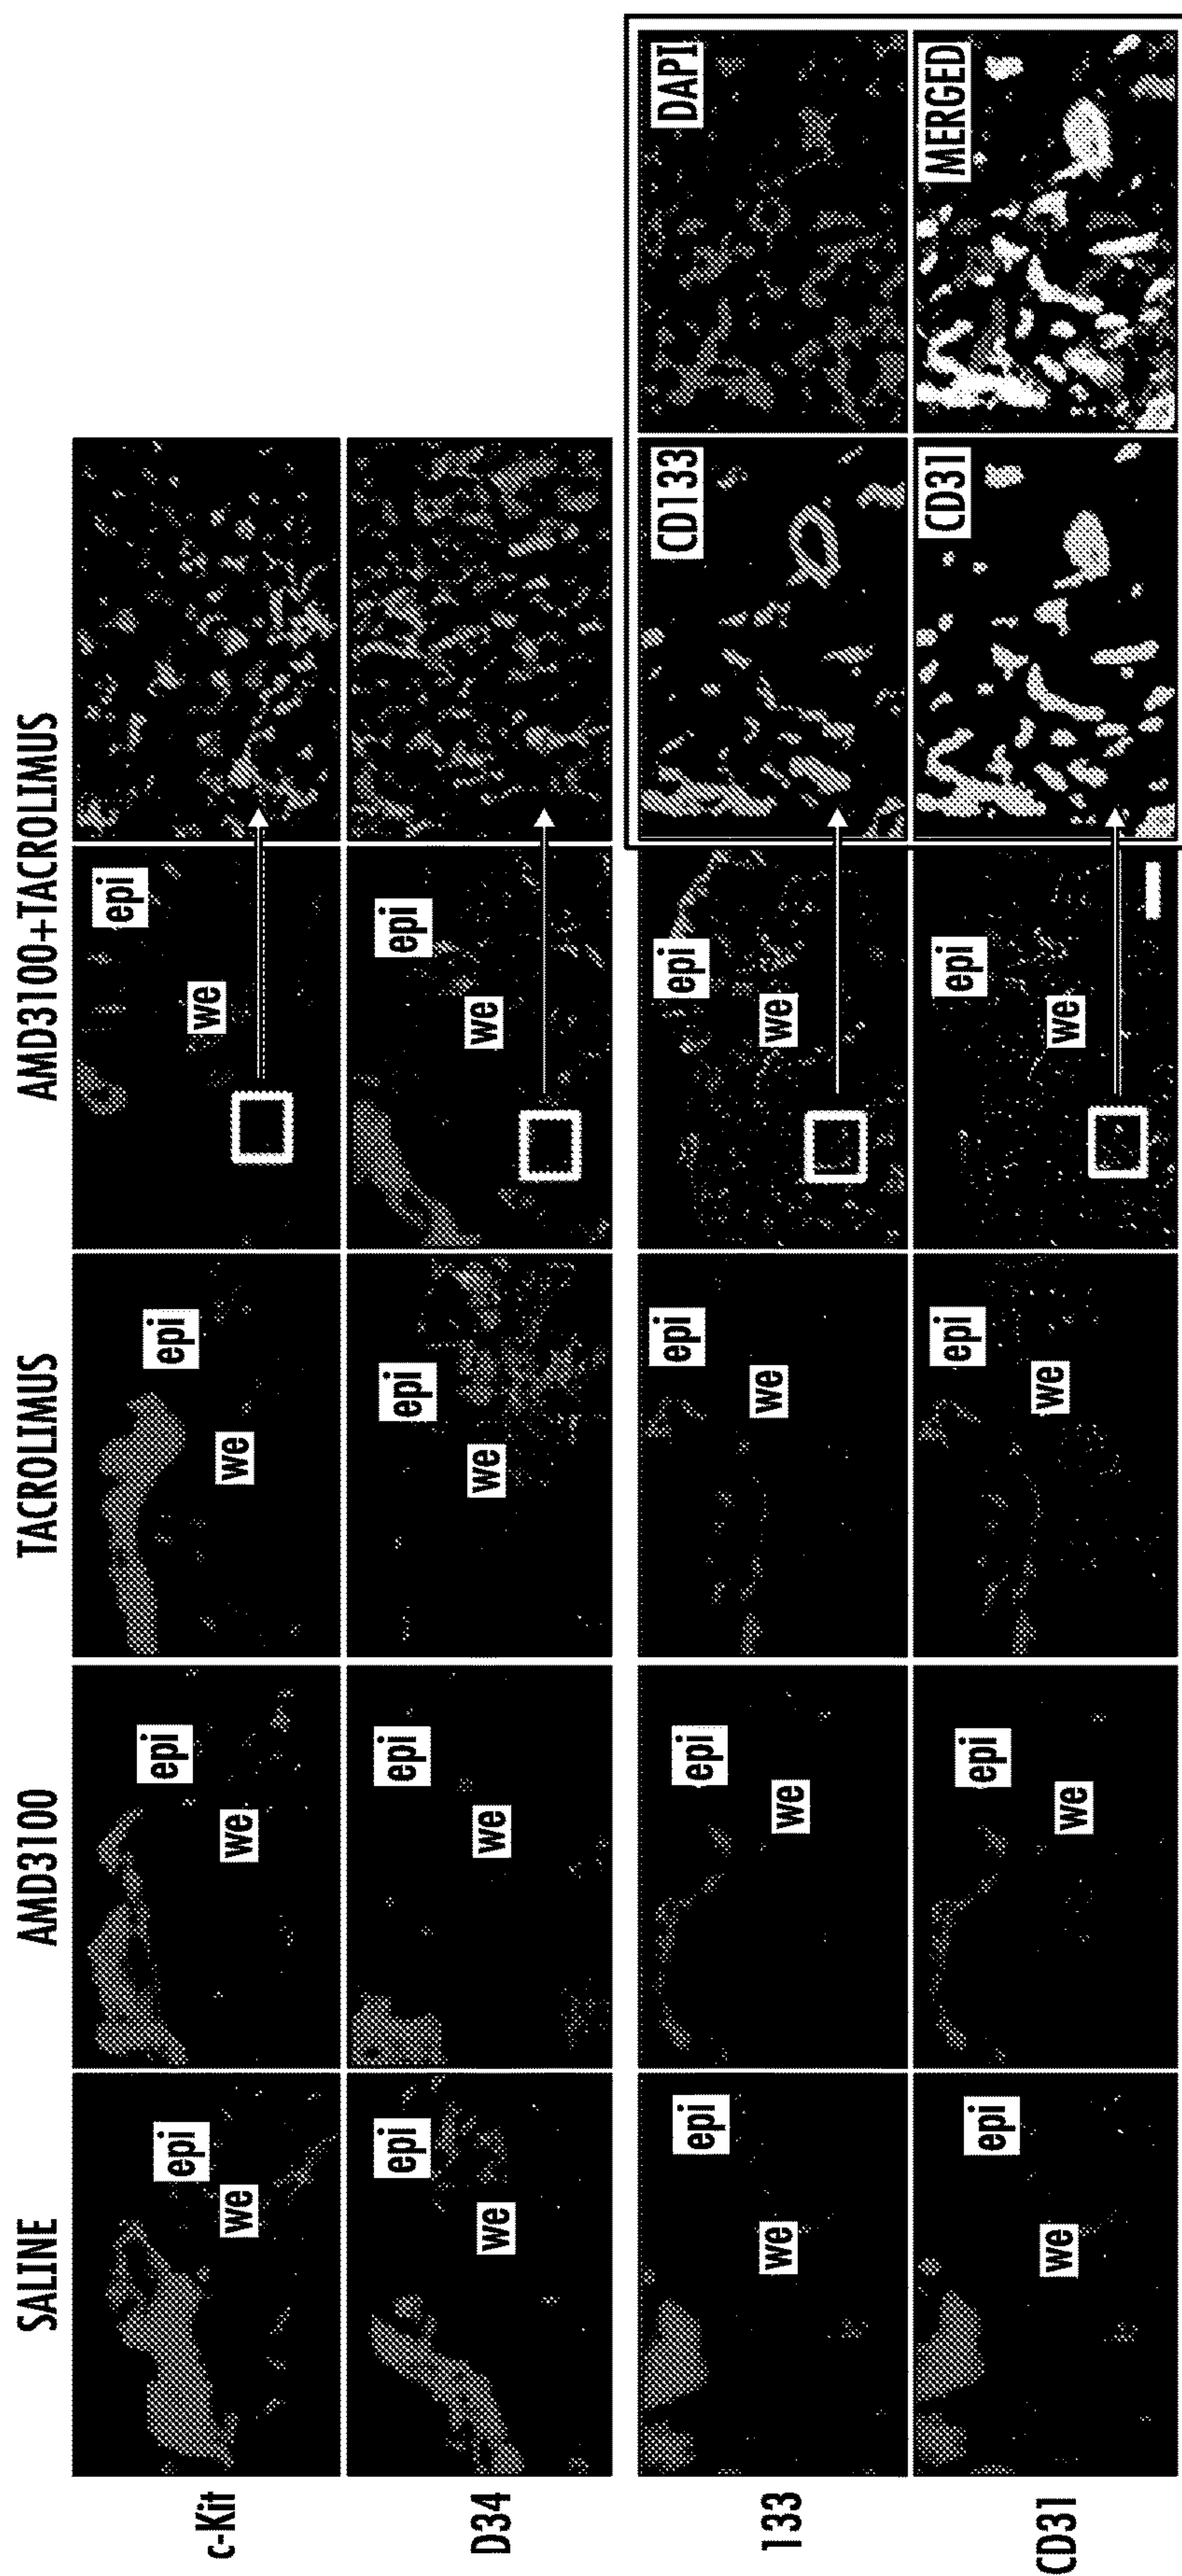 SALINE AMD3100 TACROLIMUS AMD3100+TACROLIMUS
epi epi epi epi
c-Kit we we we we
epi epi epi epi
D34 we we we we
epi epi epi epi CD133 DAPI
133 we we we we
epi epi epi epi CD31 MERGED
CD31 we we we we